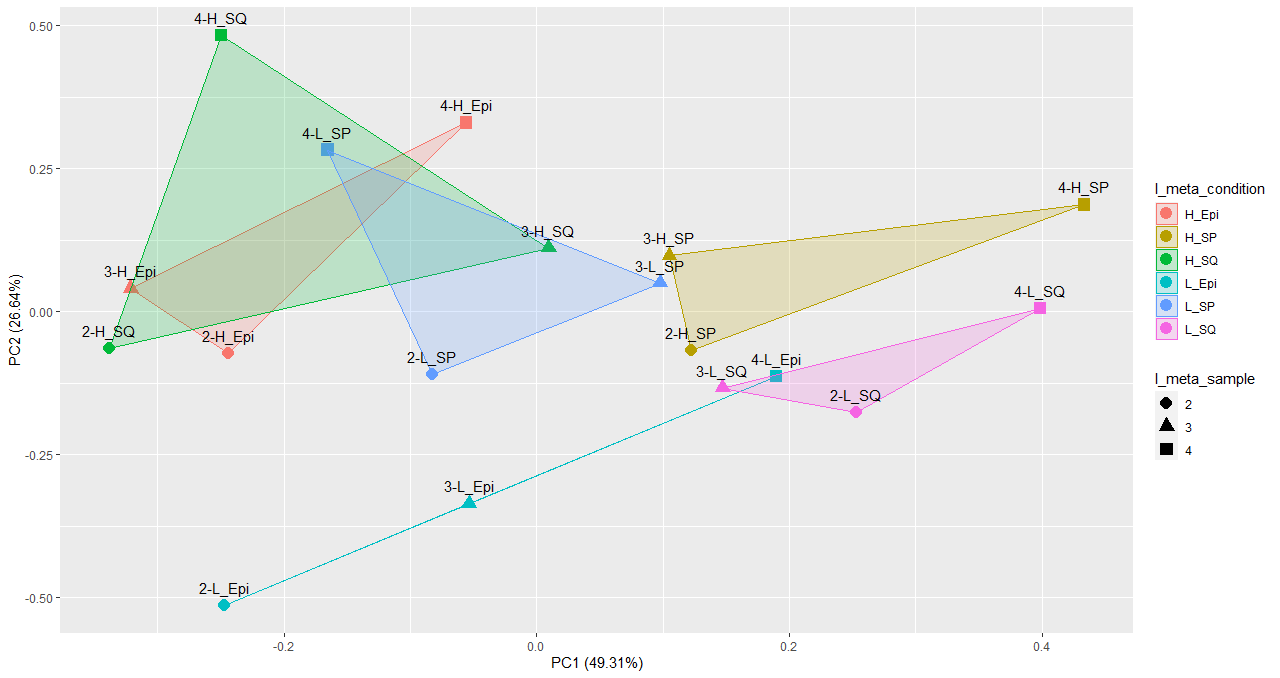 4-H_SQ
0.50
4-H_Epi
4-L_SP
0.25
4-H_SP
3-H_SQ
3-H_SP
3-L_SP
3-H_Epi
4-L_SQ
0.00
2-H_SQ
2-H_Epi
2-H_SP
2-L_SP
4-L_Epi
3-L_SQ
2-L_SQ
-0.25
3-L_Epi
2-L_Epi
-0.50
PC2 (26.64%)
-0.2
0.0
0.2
0.4
PC1 (49.31%)
l_meta_condition
H_Epi
H_SP
H_SQ
L_Epi
L_SP
L_SQ
l_meta_sample
2
3
4